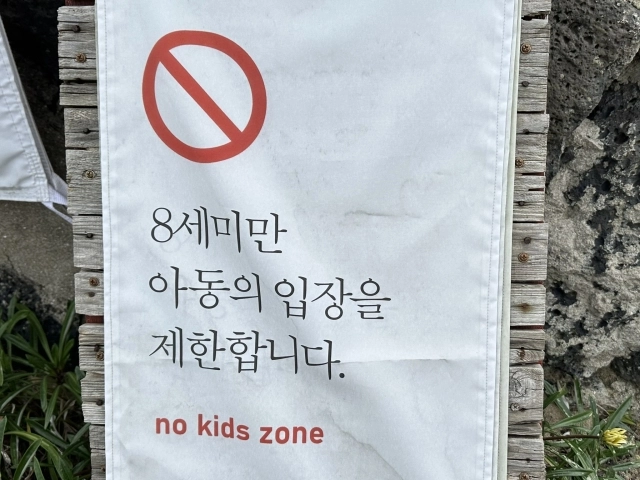 8세미만
아동의 입장을
제한합니다.
no kids zone